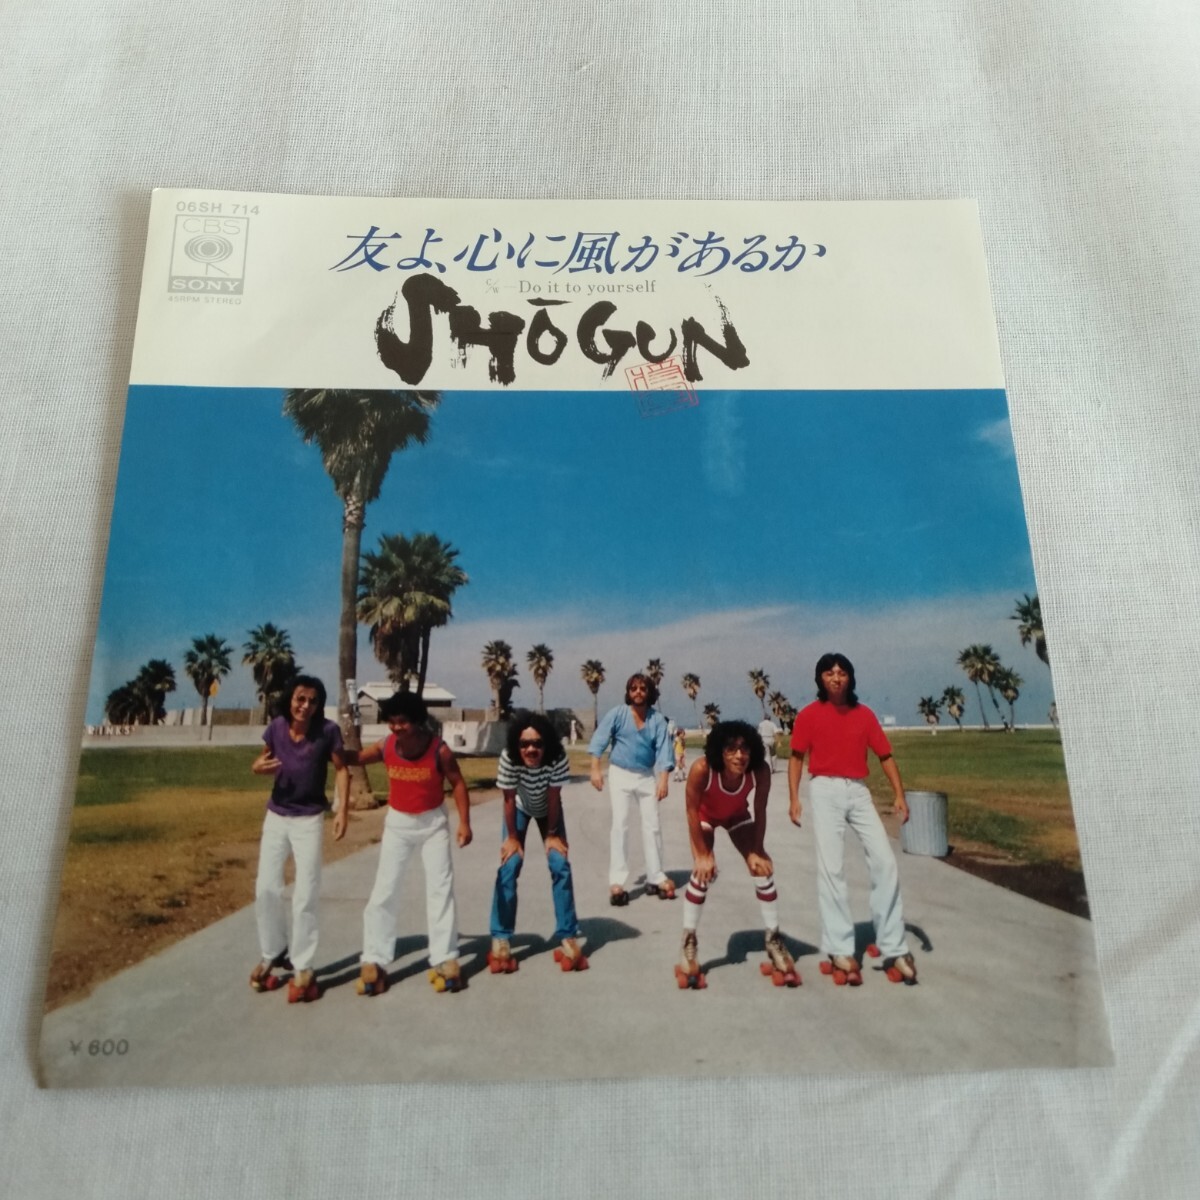 06SH 714
CBS
SONY
45RPM STEREO
友よ、心に風があるか
c/w—Do it to yourself
SHŌGUN
¥600